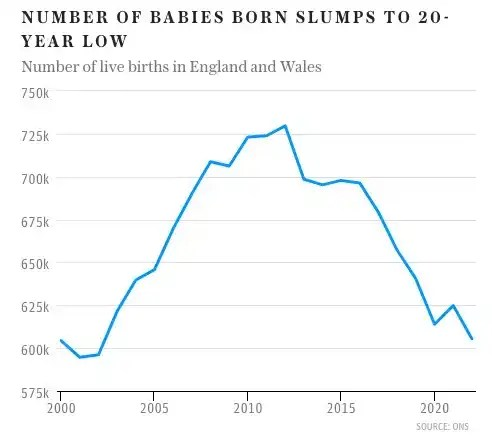 NUMBER OF BABIES BORN SLUMPS TO 20-
YEAR LOW
Number of live births in England and Wales
750k
725k
700k
675k
650k
625k
600k
575k
2000 2005 2010 2015 2020
SOURCE: ONS